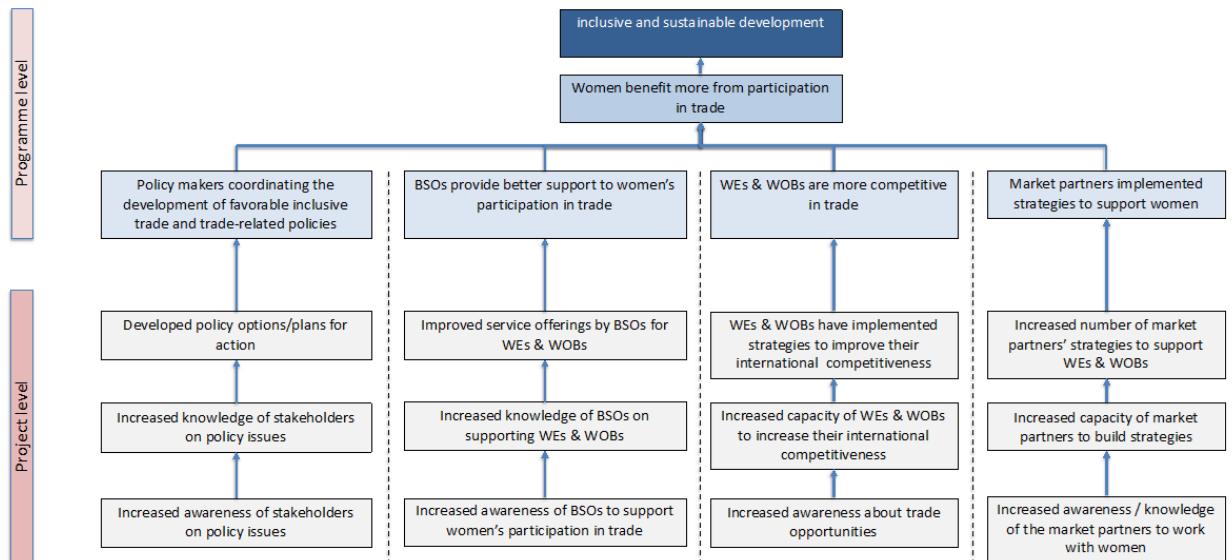 inclusive and sustainable development
Women benefit more from participation
in trade
Programme level
Policy makers coordinating the
development of favorable inclusive
trade and trade-related policies
BSOs provide better support to women's
participation in trade
WEs & WOBs are more competitive
in trade
Market partners implemented
strategies to support women
Project level
Developed policy options/plans for
action
Improved service offerings by BSOs for
WEs & WOBs
WEs & WOBs have implemented
strategies to improve their
international competitiveness
Increased number of market
partners' strategies to support
WEs & WOBs
Increased knowledge of stakeholders
on policy issues
Increased knowledge of BSOs on
supporting WEs & WOBs
Increased capacity of WEs & WOBs
to increase their international
competitiveness
Increased capacity of market
partners to build strategies
Increased awareness of stakeholders
on policy issues
Increased awareness of BSOs to support
women's participation in trade
Increased awareness about trade
opportunities
Increased awareness / knowledge
of the market partners to work
with women